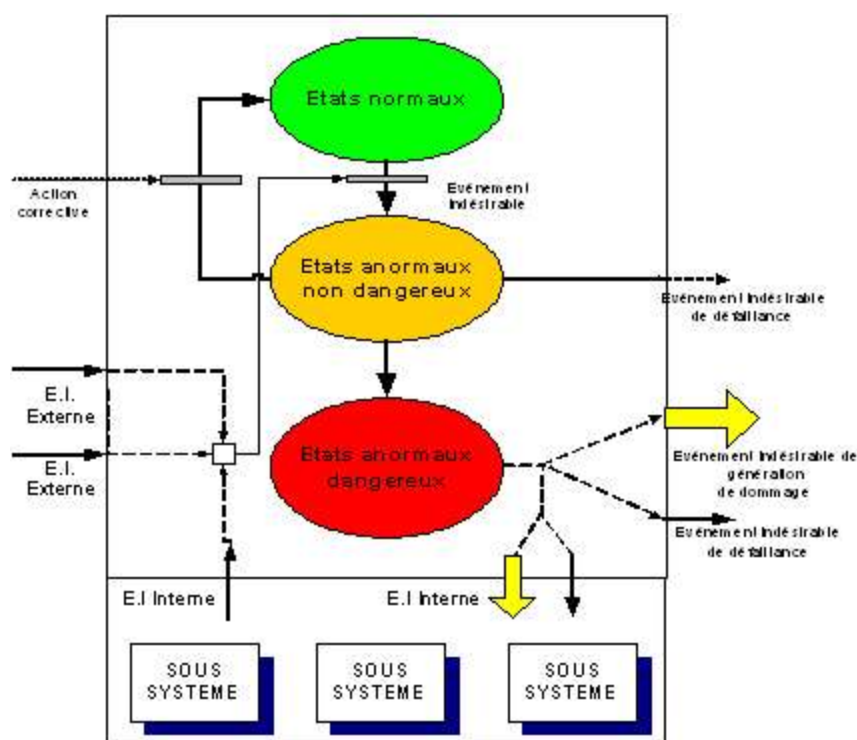 Etats normaux
Action
corrective
Evénement
Indésirable
Etats anormaux
non dangereux
Evénement Indésirable
de défaillance
E.I.
Externe
E.I.
Externe
Etats anormaux
dangereux
Evénement Indésirable de
génération
de dommage
Evénement Indésirable
de défaillance
E.I Interne
E.I Interne
SOUS
SYSTEME
SOUS
SYSTEME
SOUS
SYSTEME